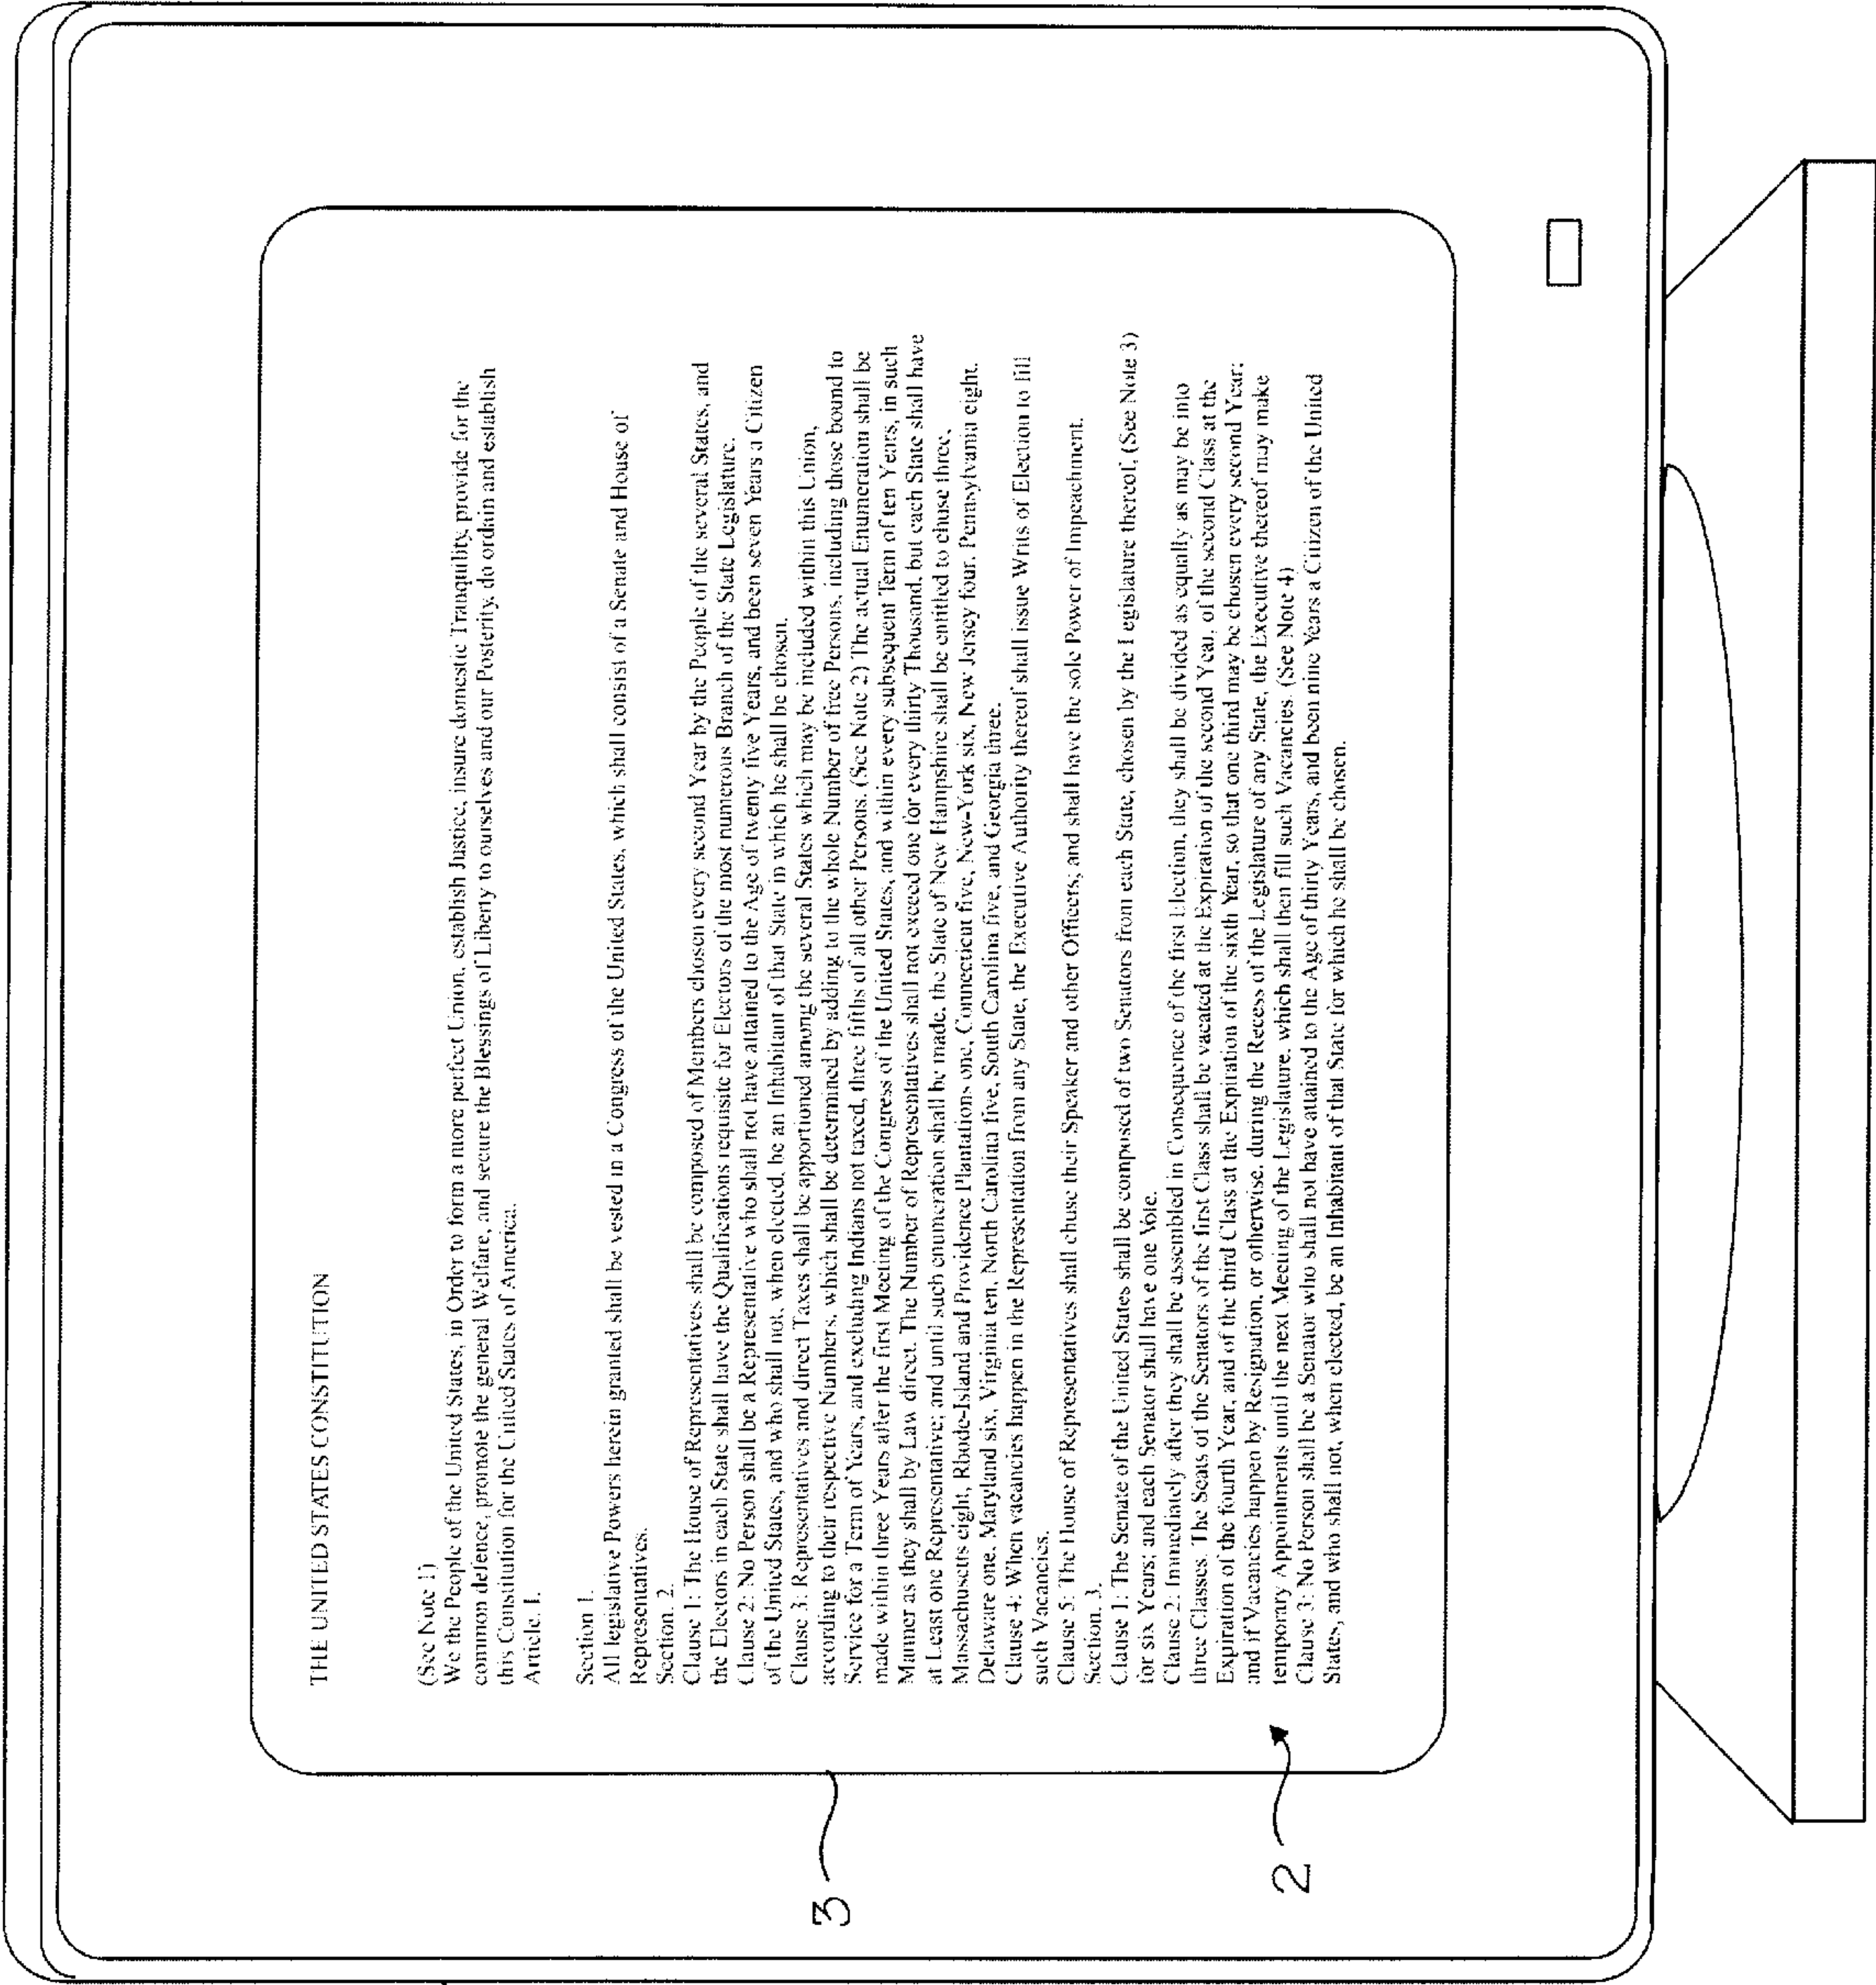 THE UNITED STATES CONSTITUTION
(See Note 1)
We the People of the United States, in Order to form a more perfect Union, establish Justice, insure domestic Tranquility, provide for the
common defence, promote the general Welfare, and secure the Blessings of Liberty to ourselves and our Posterity, do ordain and establish
this Constitution for the United States of America.
Article. I.
Section 1.
All legislative Powers herein granted shall be vested in a Congress of the United States, which shall consist of a Senate and House of
Representatives.
Section. 2.
Clause 1: The House of Representatives shall be composed of Members chosen every second Year by the People of the several States, and
the Electors in each State shall have the Qualifications requisite for Electors of the most numerous Branch of the State Legislature.
Clause 2: No Person shall be a Representative who shall not have attained to the Age of twenty five Years, and been seven Years a Citizen
of the United States, and who shall not, when elected, be an Inhabitant of that State in which he shall be chosen.
Clause 3: Representatives and direct Taxes shall be apportioned among the several States which may be included within this Union,
according to their respective Numbers, which shall be determined by adding to the whole Number of free Persons, including those bound to
Service for a Term of Years, and excluding Indians not taxed, three fifths of all other Persons. (See Note 2) The actual Enumeration shall be
made within three Years after the first Meeting of the Congress of the United States, and within every subsequent Term of ten Years, in such
Manner as they shall by Law direct. The Number of Representatives shall not exceed one for every thirty Thousand, but each State shall have
at Least one Representative; and until such enumeration shall be made, the State of New Hampshire shall be entitled to chuse three,
Massachusetts eight, Rhode-Island and Providence Plantations one, Connecticut five, New-York six, New Jersey four, Pennsylvania eight,
Delaware one, Maryland six, Virginia ten, North Carolina five, South Carolina five, and Georgia three.
Clause 4: When vacancies happen in the Representation from any State, the Executive Authority thereof shall issue Writs of Election to fill
such Vacancies.
Clause 5: The House of Representatives shall chuse their Speaker and other Officers; and shall have the sole Power of Impeachment.
Section. 3.
Clause 1: The Senate of the United States shall be composed of two Senators from each State, chosen by the Legislature thereof, (See Note 3)
for six Years; and each Senator shall have one Vote.
Clause 2: Immediately after they shall be assembled in Consequence of the first Election, they shall be divided as equally as may be into
three Classes. The Seats of the Senators of the first Class shall be vacated at the Expiration of the second Year, of the second Class at the
Expiration of the fourth Year, and of the third Class at the Expiration of the sixth Year, so that one third may be chosen every second Year;
and if Vacancies happen by Resignation, or otherwise, during the Recess of the Legislature of any State, the Executive thereof may make
temporary Appointments until the next Meeting of the Legislature, which shall then fill such Vacancies. (See Note 4)
Clause 3: No Person shall be a Senator who shall not have attained to the Age of thirty Years, and been nine Years a Citizen of the United
States, and who shall not, when elected, be an Inhabitant of that State for which he shall be chosen.
3
2